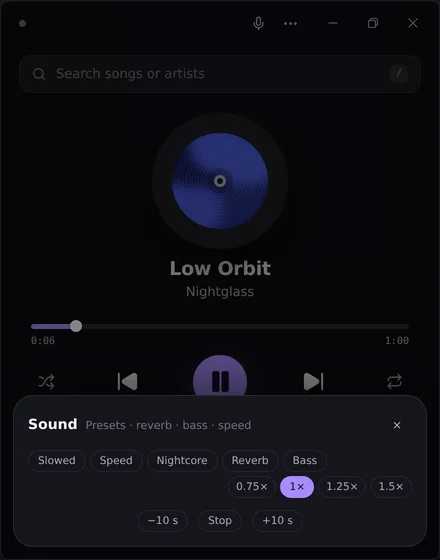 Search songs or artists /
Low Orbit
Nightglass
0:06 1:00
Sound Presets · reverb · bass · speed ×
Slowed Speed Nightcore Reverb Bass
0.75× 1× 1.25× 1.5×
−10 s Stop +10 s